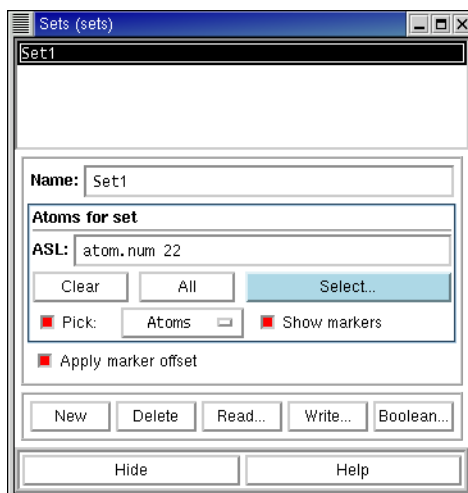 Sets (sets)
Set1
Name: Set1
Atoms for set
ASL: atom.num 22
Clear All Select...
Pick: Atoms Show markers
Apply marker offset
New Delete Read... Write... Boolean...
Hide Help